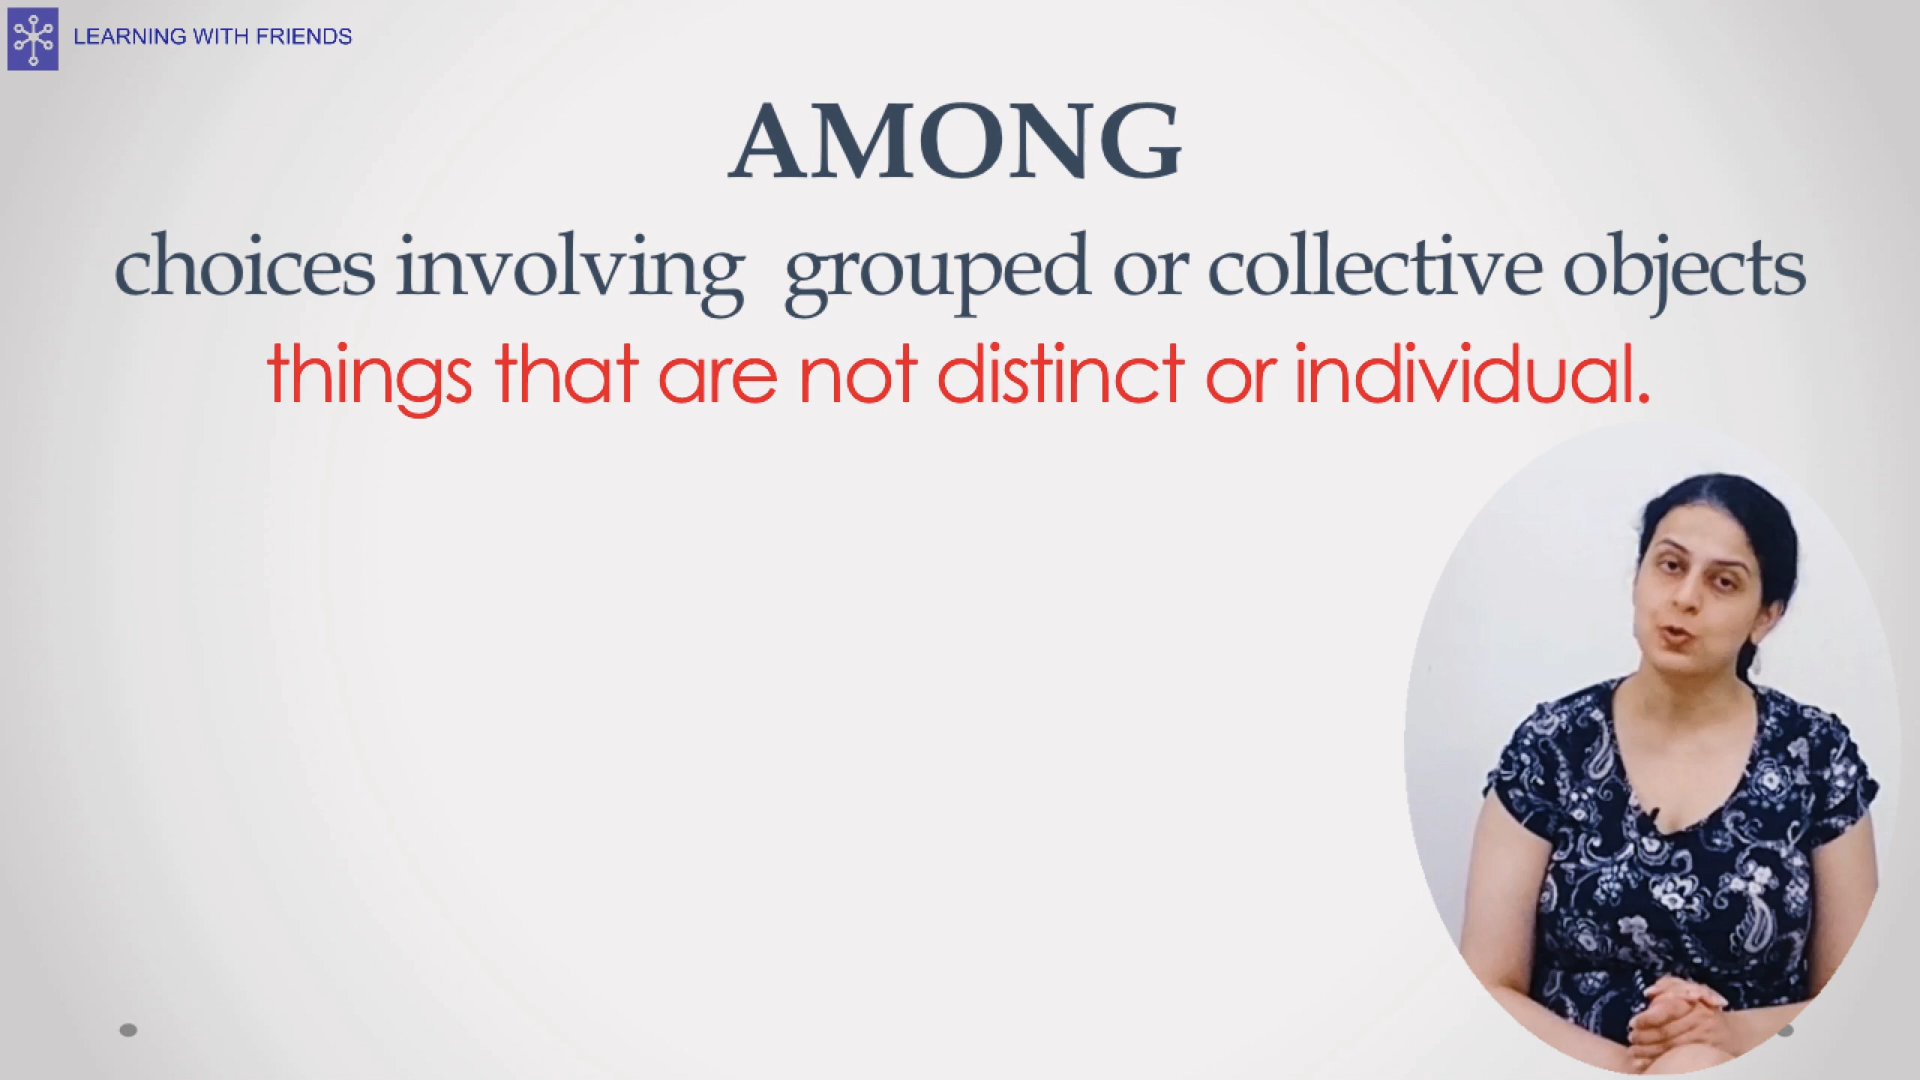 LEARNING WITH FRIENDS
AMONG
choices involving grouped or collective objects
things that are not distinct or individual.